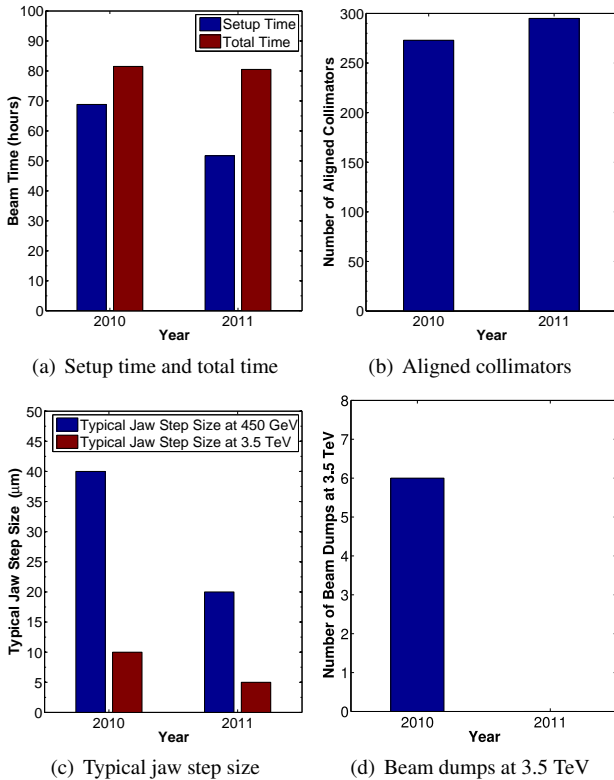 100
90
80
70
60
50
40
30
20
10
0
Beam Time (hours)
Setup Time
Total Time
2010 2011
Year
(a) Setup time and total time
300
250
200
150
100
50
0
Number of Aligned Collimators
2010 2011
Year
(b) Aligned collimators
50
45
40
35
30
25
20
15
10
5
0
Typical Jaw Step Size (μm)
Typical Jaw Step Size at 450 GeV
Typical Jaw Step Size at 3.5 TeV
2010 2011
Year
(c) Typical jaw step size
8
7
6
5
4
3
2
1
0
Number of Beam Dumps at 3.5 TeV
2010 2011
Year
(d) Beam dumps at 3.5 TeV